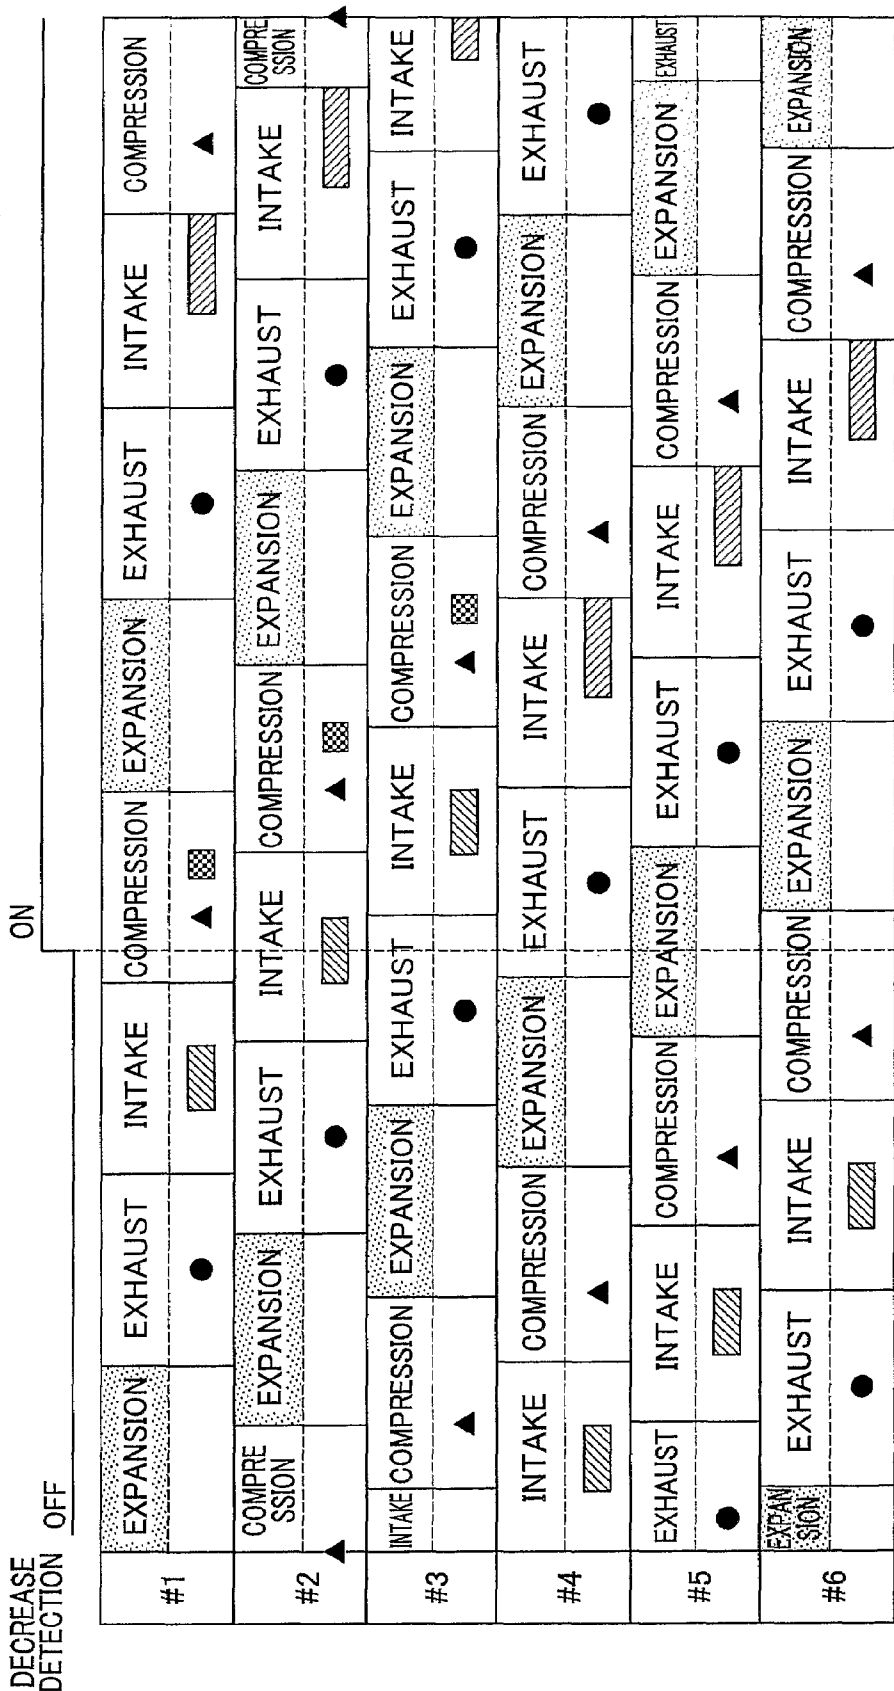 DECREASE
DETECTION
OFF
ON
#1
EXPANSION
EXHAUST
INTAKE
COMPRESSION
EXPANSION
EXHAUST
INTAKE
COMPRESSION
#2
COMPRE
SSION
EXPANSION
EXHAUST
INTAKE
COMPRESSION
EXPANSION
EXHAUST
INTAKE
COMPRE
SSION
#3
INTAKE
COMPRESSION
EXPANSION
EXHAUST
INTAKE
COMPRESSION
EXPANSION
EXHAUST
INTAKE
#4
INTAKE
COMPRESSION
EXPANSION
EXHAUST
INTAKE
COMPRESSION
EXPANSION
EXHAUST
#5
EXHAUST
INTAKE
COMPRESSION
EXPANSION
EXHAUST
INTAKE
COMPRESSION
EXPANSION
EXHAUST
#6
EXPAN
SION
EXHAUST
INTAKE
COMPRESSION
EXPANSION
EXHAUST
INTAKE
COMPRESSION
EXPANSION